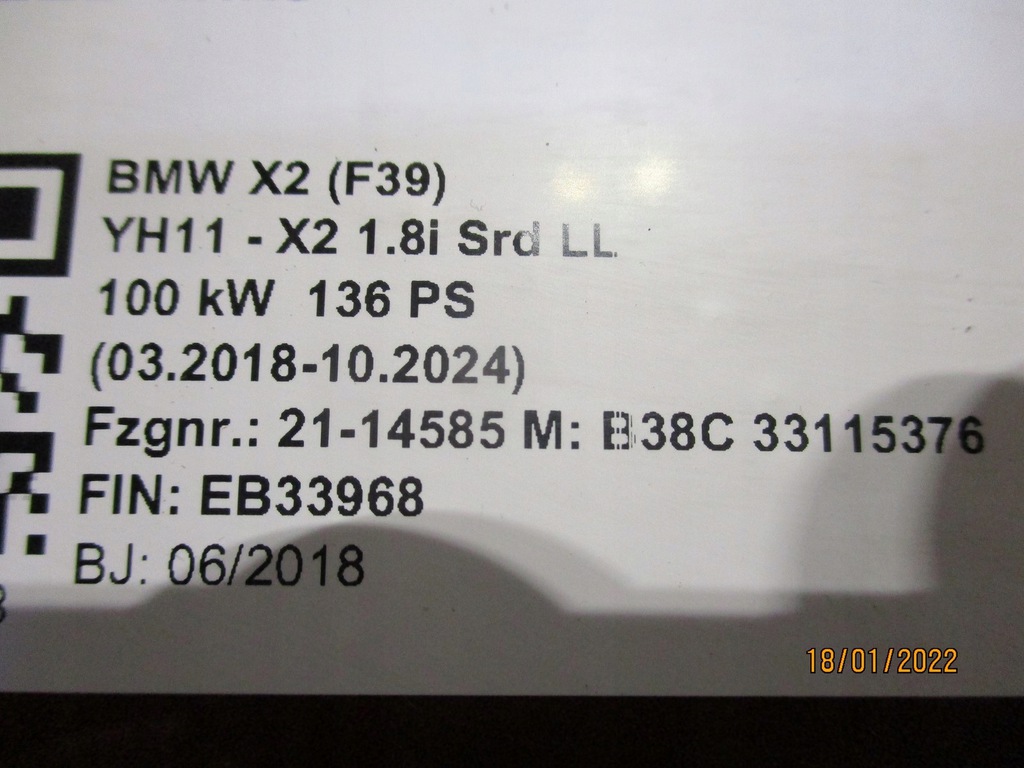 BMW X2 (F39)
YH11 - X2 1.8i Srd LL
100 kW 136 PS
(03.2018-10.2024)
Fzgnr.: 21-14585 M: B38C 33115376
FIN: EB33968
BJ: 06/2018
18/01/2022